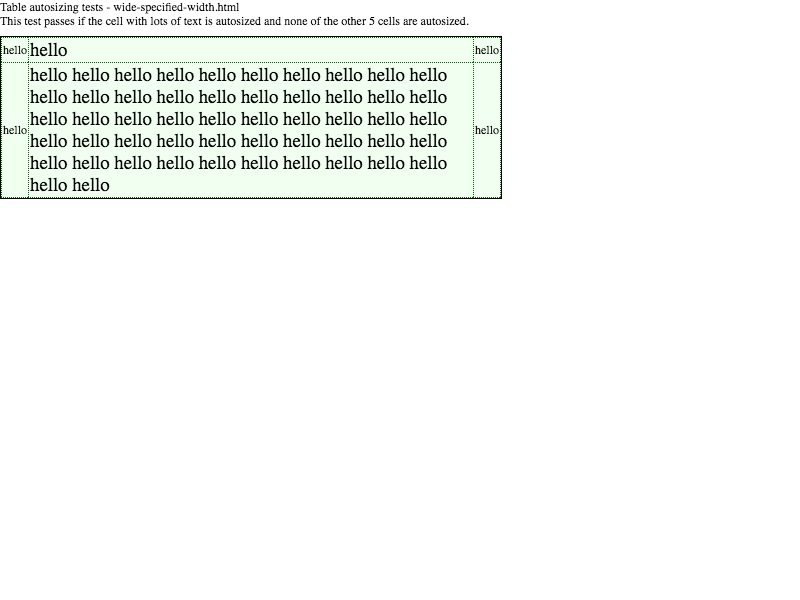 Table autosizing tests - wide-specified-width.html
This test passes if the cell with lots of text is autosized and none of the other 5 cells are autosized.
hello hello hello
hello hello hello hello hello hello hello hello hello hello
hello hello hello hello hello hello hello hello hello hello
hello hello hello hello hello hello hello hello hello hello
hello hello hello hello hello hello hello hello hello hello hello hello
hello hello hello hello hello hello hello hello hello hello
hello hello